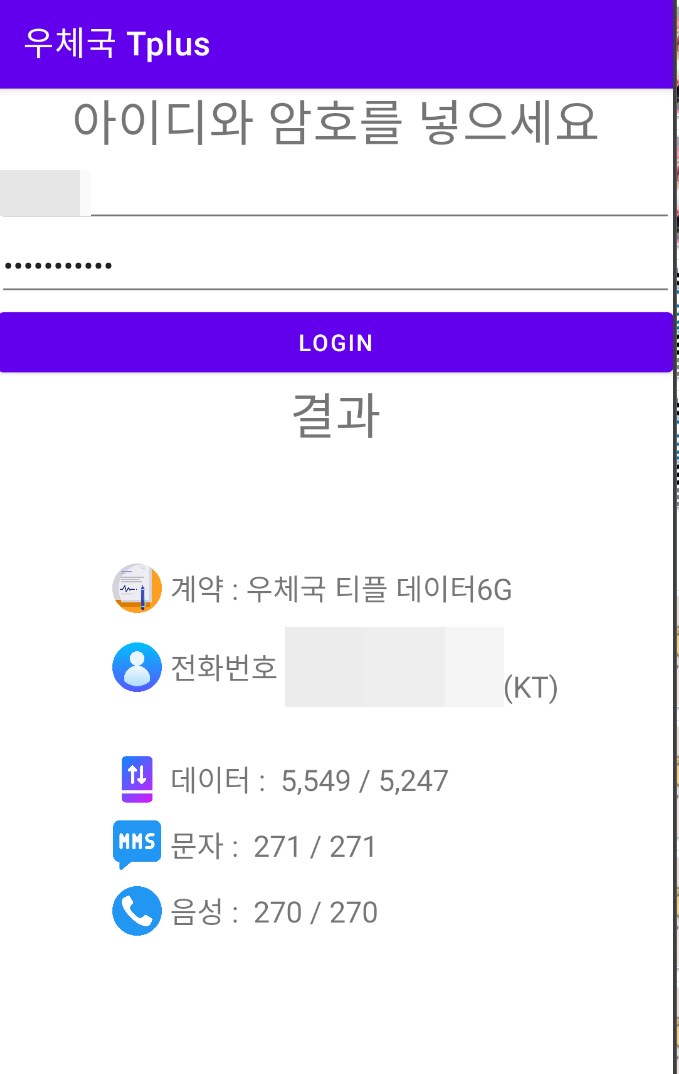 우체국 Tplus
아이디와 암호를 넣으세요
•••••••••••
LOGIN
결과
계약 : 우체국 티플 데이터6G
전화번호 (KT)
데이터 : 5,549 / 5,247
MMS 문자 : 271 / 271
음성 : 270 / 270